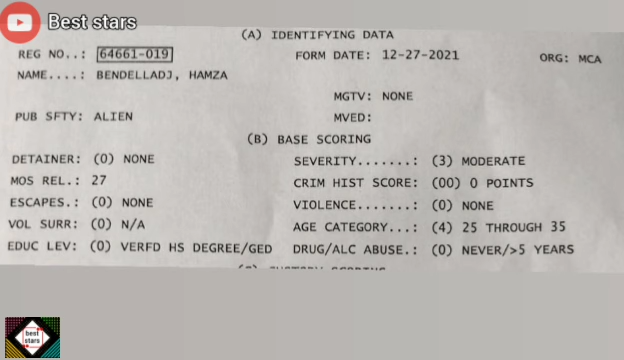 Best stars
(A) IDENTIFYING DATA
REG NO..: 64661-019 FORM DATE: 12-27-2021 ORG: MCA
NAME....: BENDELLADJ, HAMZA
MGTV: NONE
PUB SFTY: ALIEN MVED:
(B) BASE SCORING
DETAINER: (0) NONE SEVERITY.......: (3) MODERATE
MOS REL.: 27 CRIM HIST SCORE: (00) 0 POINTS
ESCAPES.: (0) NONE VIOLENCE.......: (0) NONE
VOL SURR: (0) N/A AGE CATEGORY...: (4) 25 THROUGH 35
EDUC LEV: (0) VERFD HS DEGREE/GED DRUG/ALC ABUSE.: (0) NEVER/>5 YEARS
best
stars